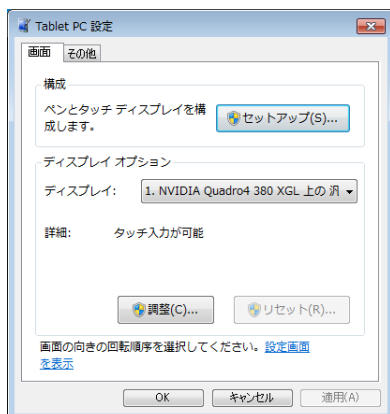 Tablet PC 設定
画面 その他
構成
ペンとタッチ ディスプレイを構
成します。
セットアップ(S)...
ディスプレイ オプション
ディスプレイ: 1. NVIDIA Quadro4 380 XGL 上の 汎
詳細: タッチ入力が可能
調整(C)... リセット(R)...
画面の向きの回転順序を選択してください。設定画面
を表示
OK キャンセル 適用(A)